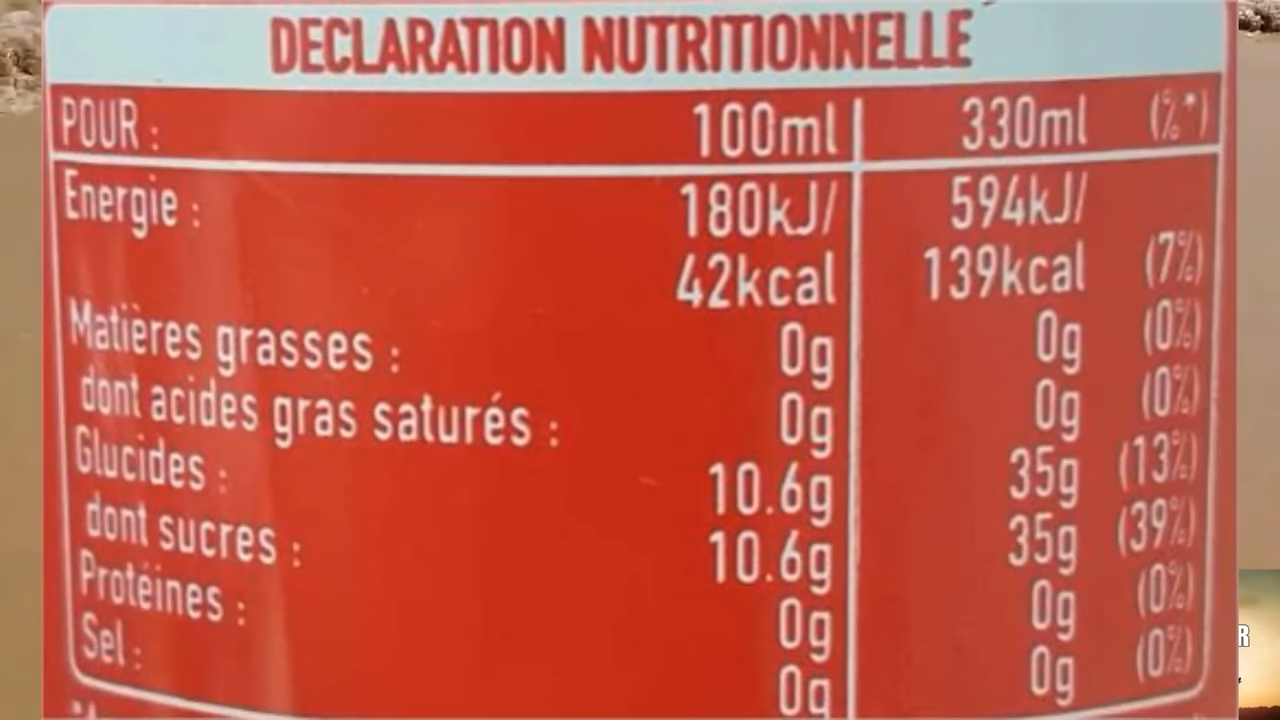 DECLARATION NUTRITIONNELLE
POUR : 100ml 330ml (%*)
Energie : 180kJ/ 594kJ/
42kcal 139kcal (7%)
Matières grasses : 0g 0g (0%)
dont acides gras saturés : 0g 0g (0%)
Glucides : 10.6g 35g (13%)
dont sucres : 10.6g 35g (39%)
Protéines : 0g 0g (0%)
Sel : 0g 0g (0%)